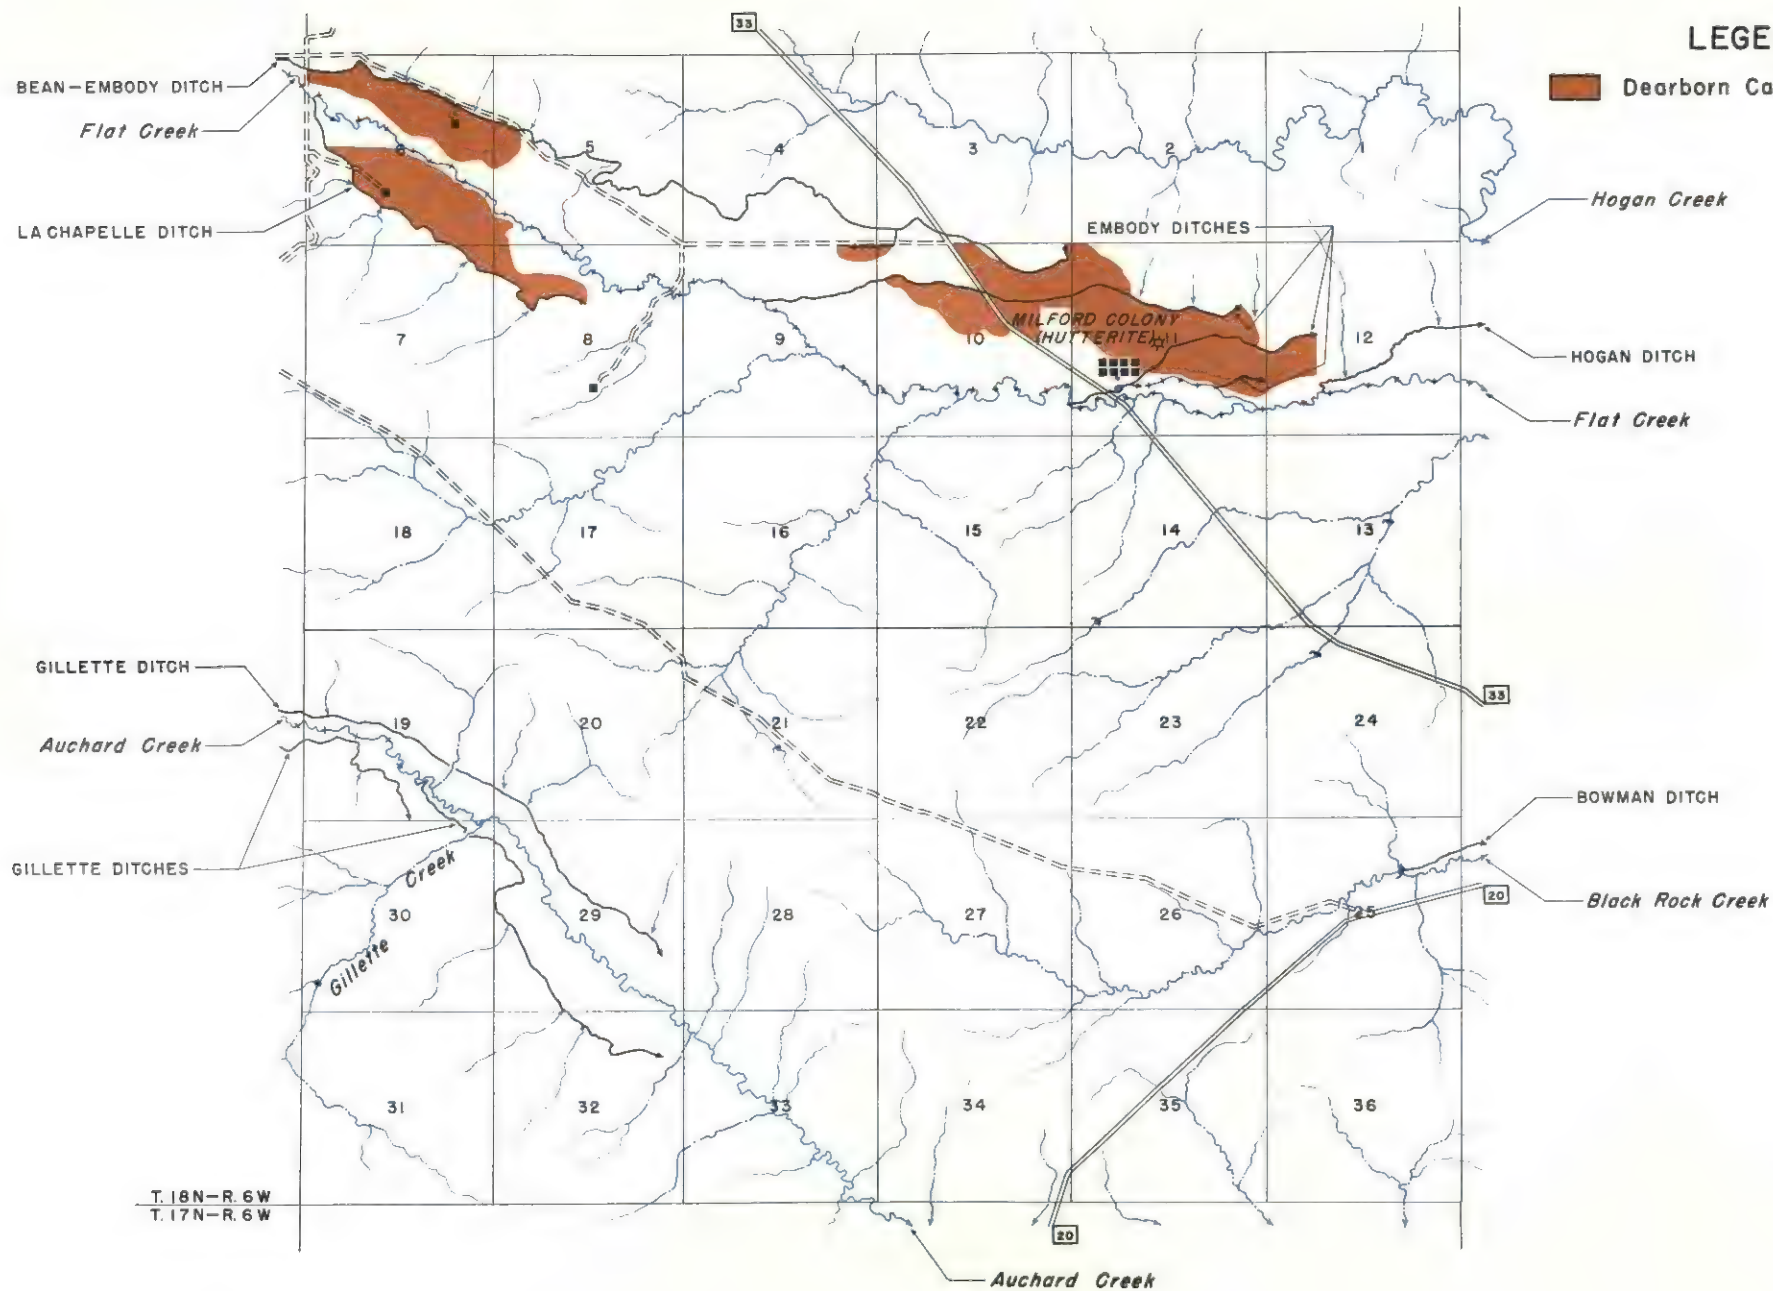 33
LEGE
Dearborn Ca
BEAN-EMBODY DITCH
Flat Creek
6
5
4
3
2
1
LA CHAPELLE DITCH
Hogan Creek
EMBODY DITCHES
MILFORD COLONY
(HUTTERITE)
7
8
9
10
11
12
HOGAN DITCH
Flat Creek
18
17
16
15
14
13
GILLETTE DITCH
Auchard Creek
19
20
21
22
23
24
33
BOWMAN DITCH
GILLETTE DITCHES
Gillette Creek
Black Rock Creek
20
30
29
28
27
26
25
31
32
33
34
35
36
T. 18N-R. 6W
T. 17N-R. 6W
20
Auchard Creek